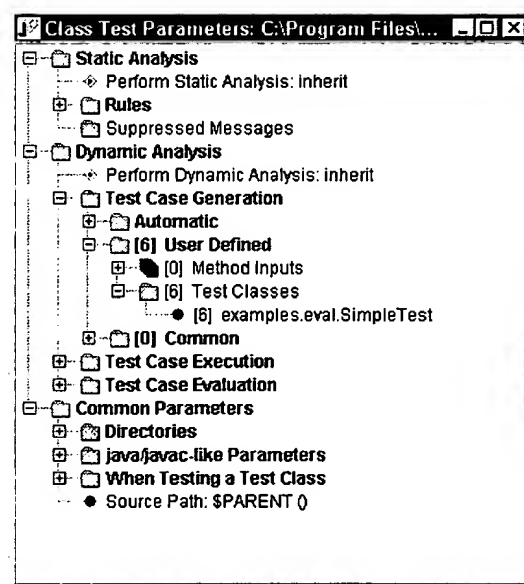 Class Test Parameters: C:\Program Files\...
Static Analysis
Perform Static Analysis: inherit
Rules
Suppressed Messages
Dynamic Analysis
Perform Dynamic Analysis: inherit
Test Case Generation
Automatic
[6] User Defined
[0] Method Inputs
[6] Test Classes
[6] examples.eval.SimpleTest
[0] Common
Test Case Execution
Test Case Evaluation
Common Parameters
Directories
java/javac-like Parameters
When Testing a Test Class
Source Path: $PARENT ()